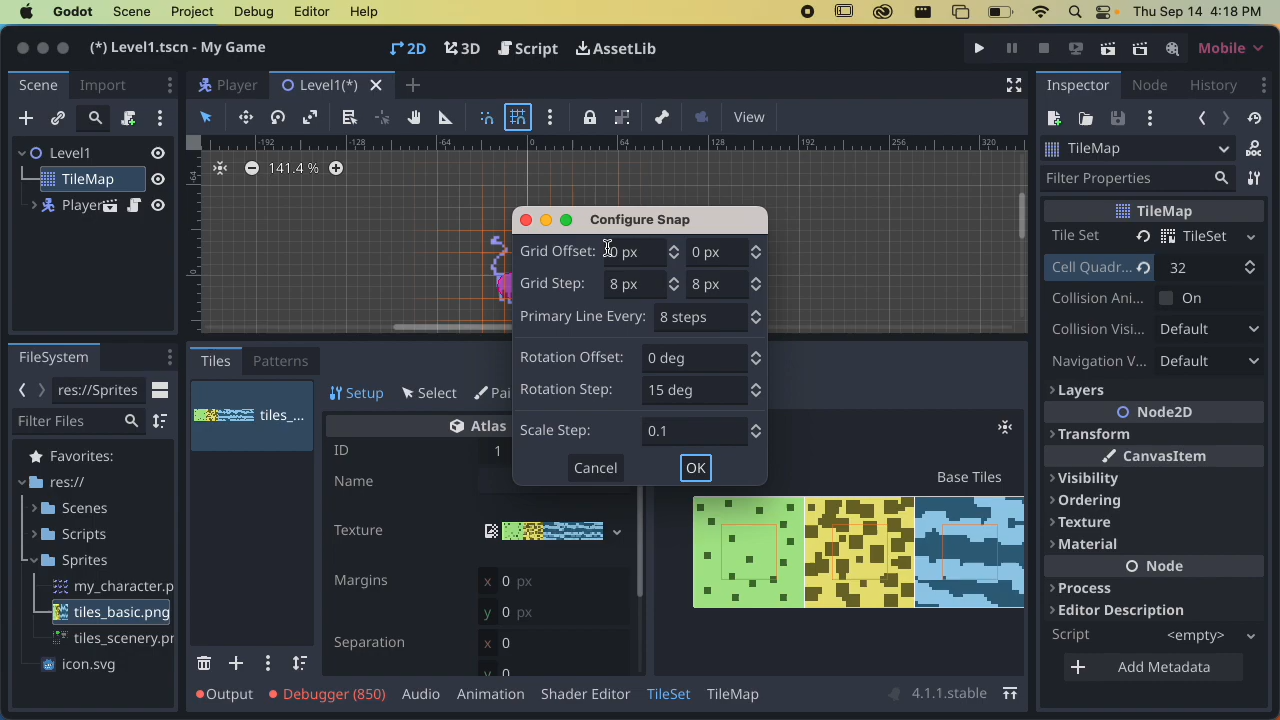 Godot Scene Project Debug Editor Help Thu Sep 14 4:18 PM
(*) Level1.tscn - My Game 2D 3D Script AssetLib Mobile
Scene Import Player Level1(*) Inspector Node History
View
Level1
TileMap
Player
-192 -128 -64 0 64 128 192 256 320
-64
0
141.4 %
TileMap
Filter Properties
TileMap
Tile Set TileSet
Cell Quadr... 32
Collision Ani... On
Collision Visi... Default
Navigation V... Default
Layers
Node2D
Transform
CanvasItem
Visibility
Ordering
Texture
Material
Node
Process
Editor Description
Script <empty>
Add Metadata
Configure Snap
Grid Offset: 0 px 0 px
Grid Step: 8 px 8 px
Primary Line Every: 8 steps
Rotation Offset: 0 deg
Rotation Step: 15 deg
Scale Step: 0.1
Cancel OK
FileSystem
res://Sprites
Filter Files
Favorites:
res://
Scenes
Scripts
Sprites
my_character.p
tiles_basic.png
tiles_scenery.pr
icon.svg
Tiles Patterns
tiles_...
Setup Select Pai
Atlas
ID 1
Name
Texture
Margins x 0 px
y 0 px
Separation x 0
y 0
Base Tiles
Output Debugger (850) Audio Animation Shader Editor TileSet TileMap 4.1.1.stable